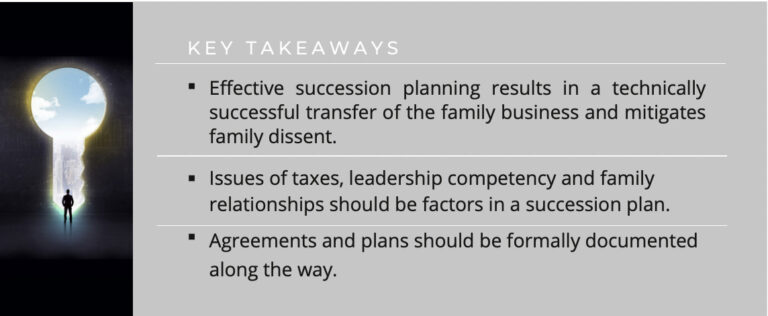 KEY TAKEAWAYS
▪ Effective succession planning results in a technically
successful transfer of the family business and mitigates
family dissent.
▪ Issues of taxes, leadership competency and family
relationships should be factors in a succession plan.
▪ Agreements and plans should be formally documented
along the way.